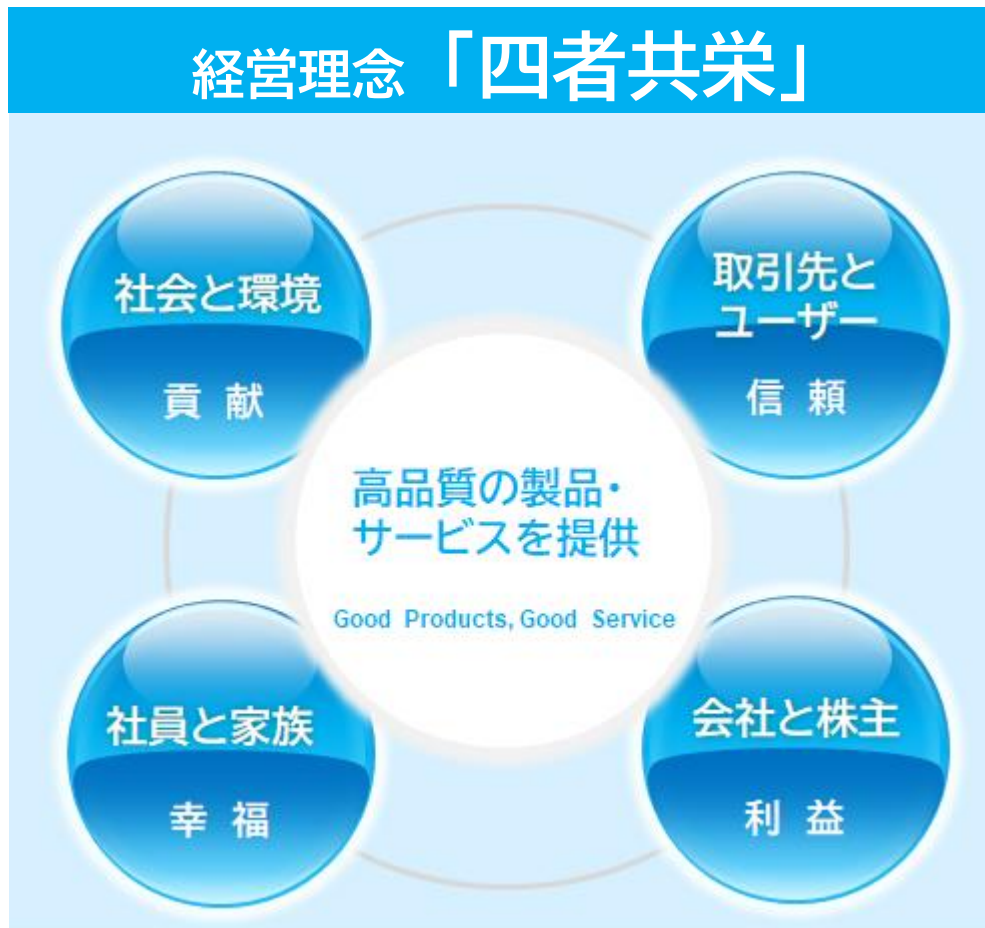 経営理念「四者共栄」
社会と環境
貢 献
取引先と
ユーザー
信 頼
高品質の製品・
サービスを提供
Good Products, Good Service
社員と家族
幸 福
会社と株主
利 益